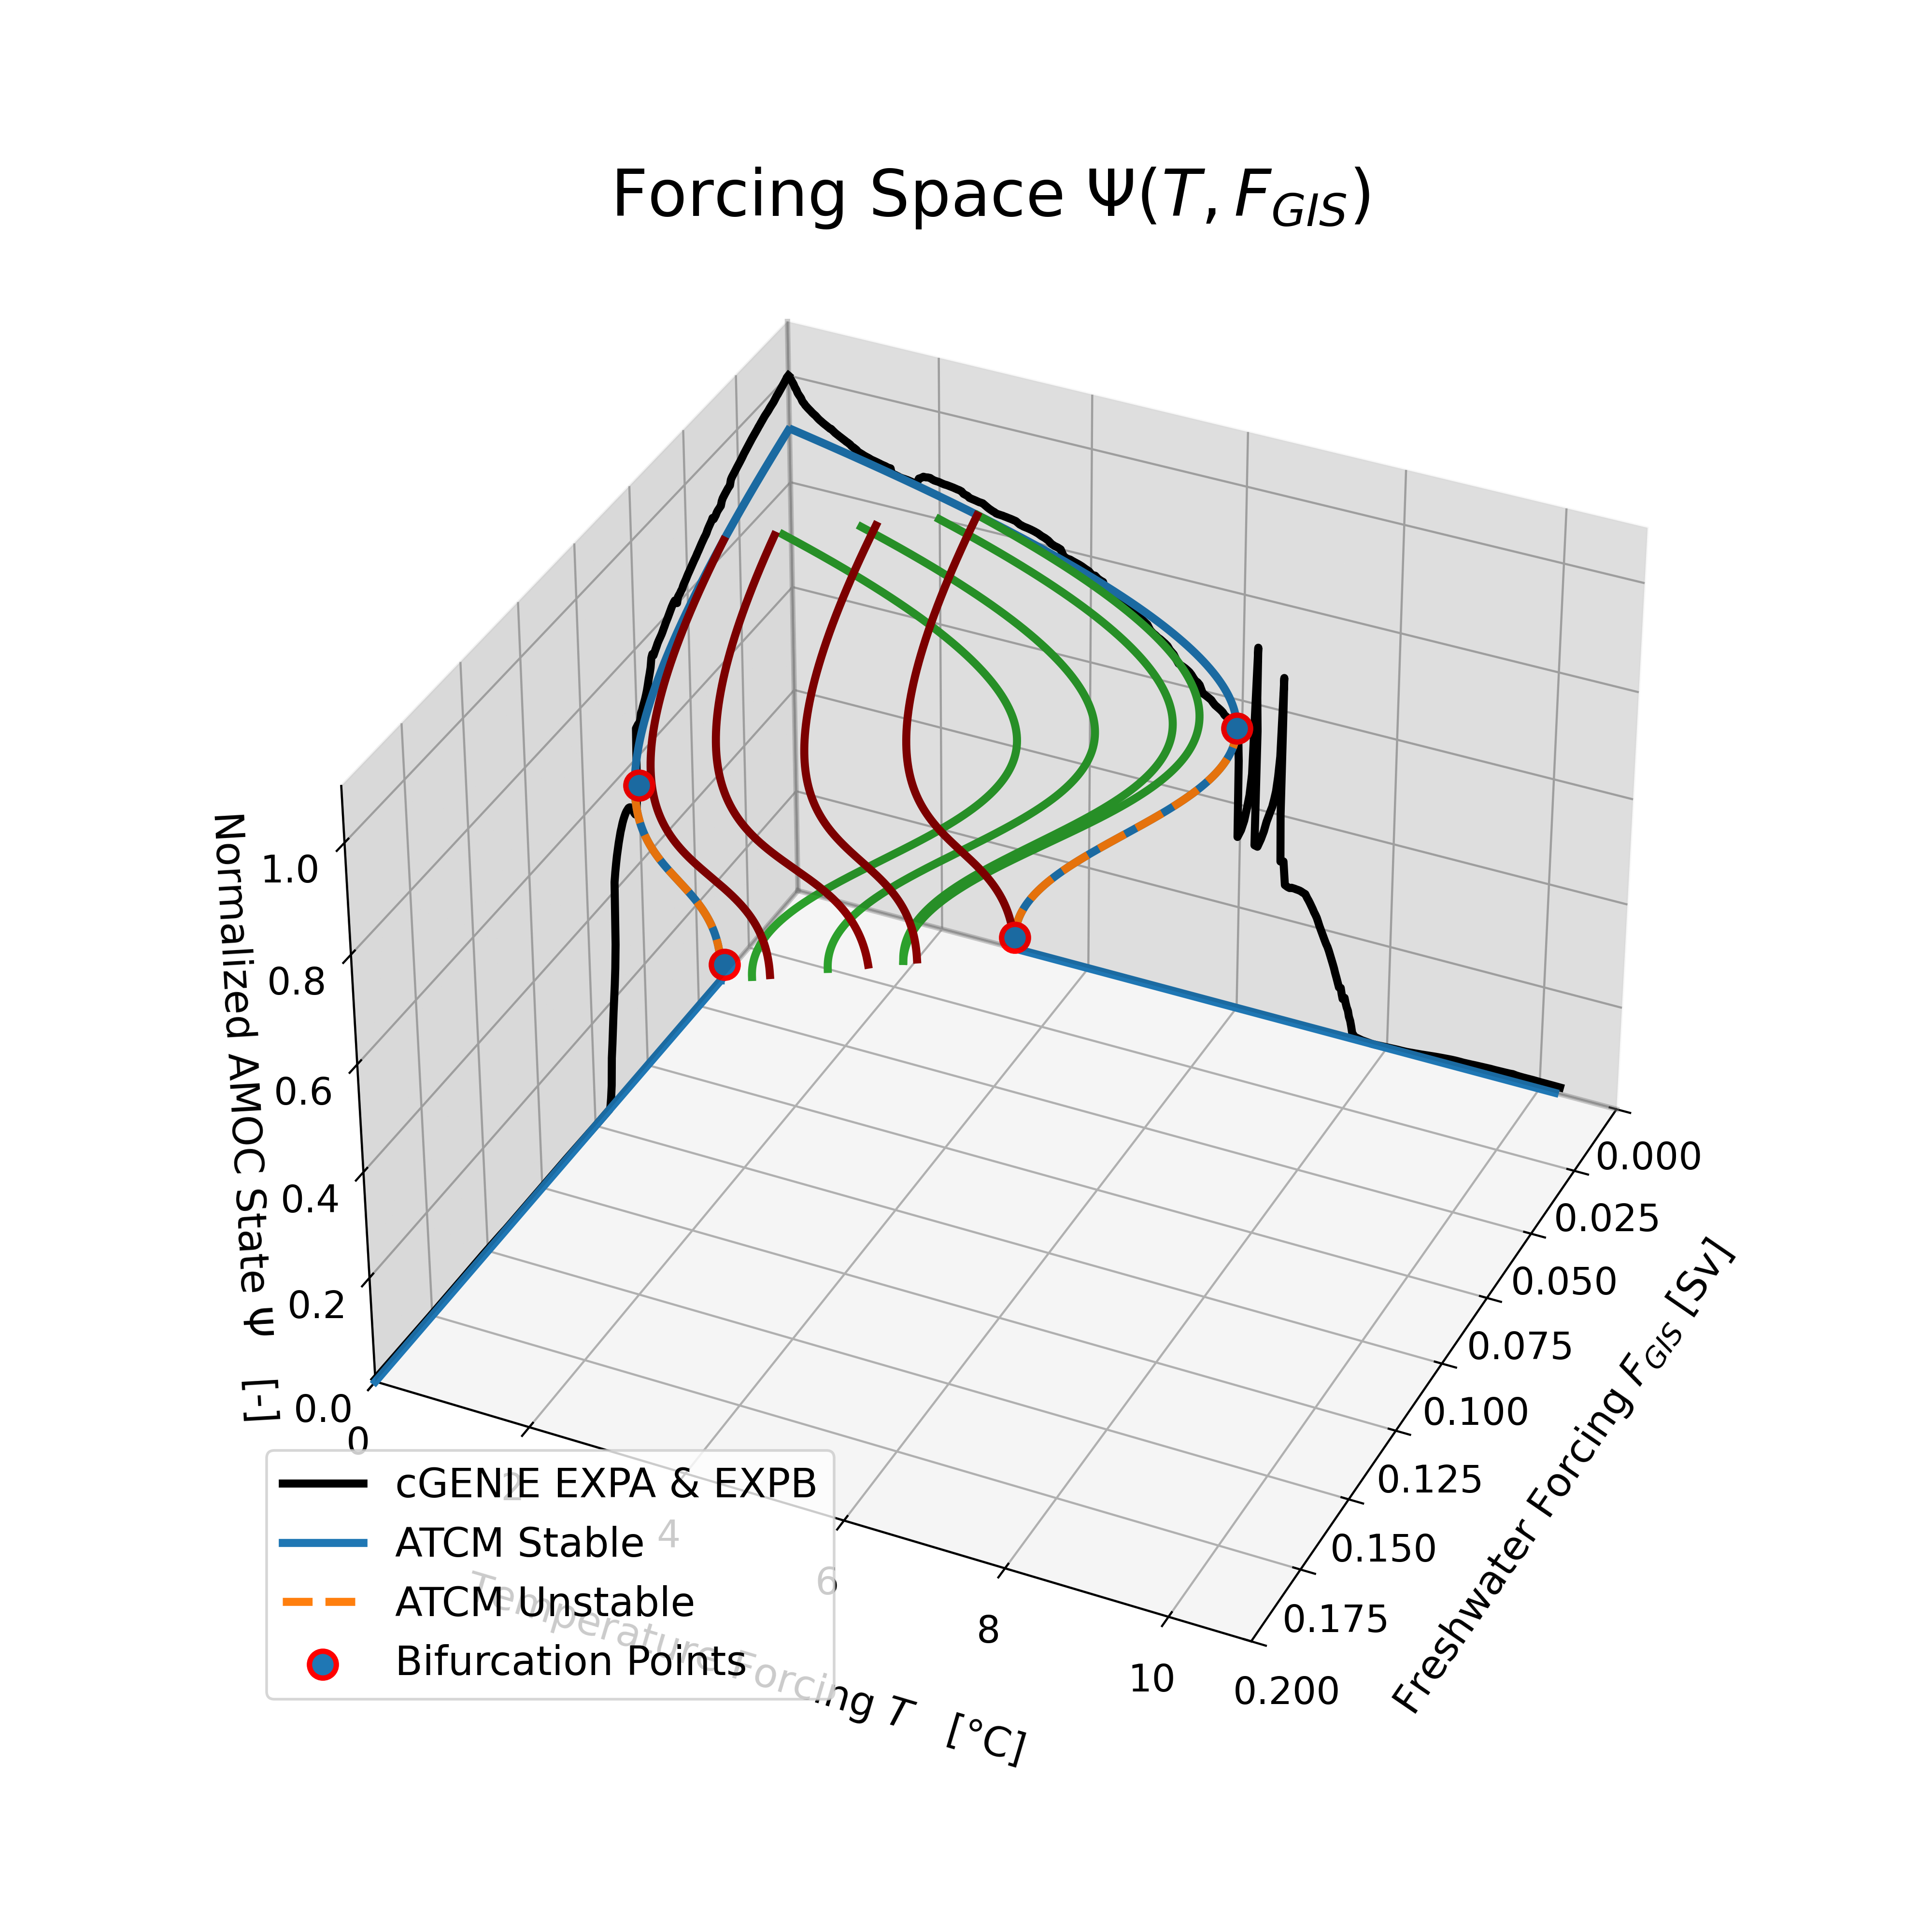 Forcing Space Ψ(T, F_GIS)
1.0
0.8
0.6
0.4
0.2
0.0
Normalized AMOC State Ψ [-]
0
2
4
6
8
10
Temperature Forcing T [°C]
0.000
0.025
0.050
0.075
0.100
0.125
0.150
0.175
0.200
Freshwater Forcing F_GIS [Sv]
cGENIE EXPA & EXPB
ATCM Stable
ATCM Unstable
Bifurcation Points